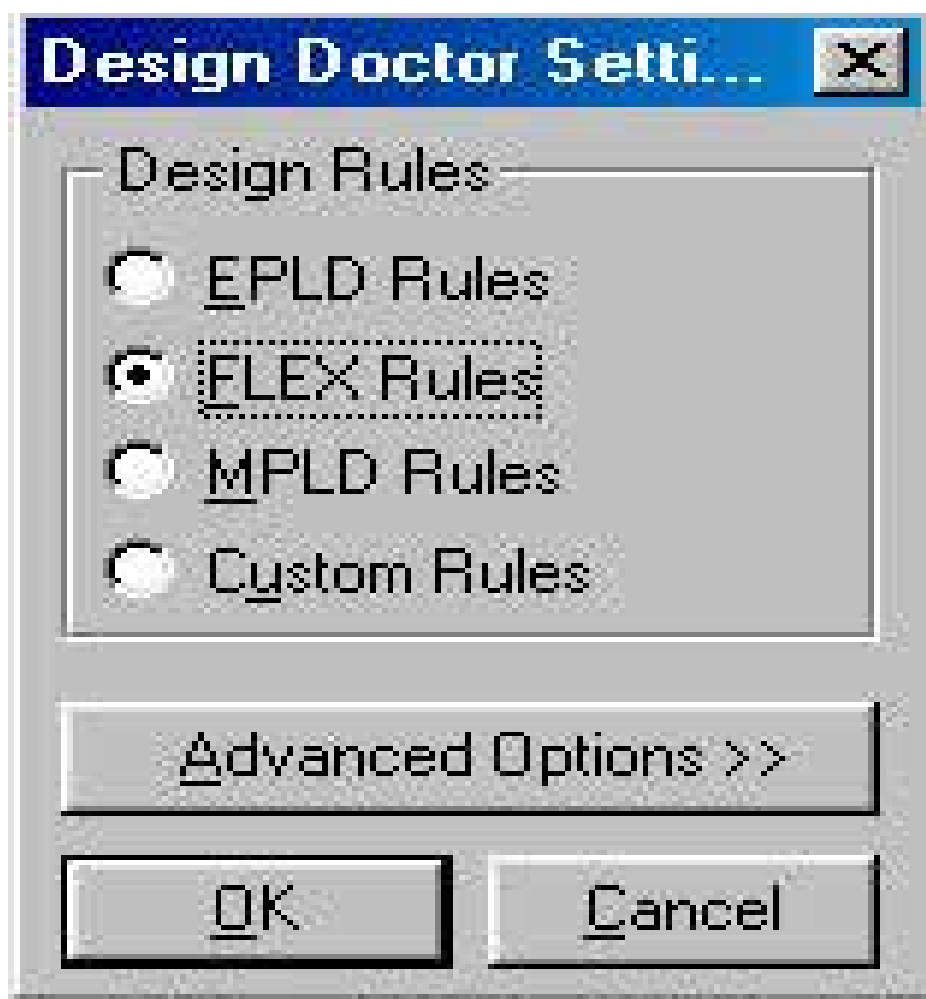 Design Doctor Setti...
Design Rules
EPLD Rules
FLEX Rules
MPLD Rules
Custom Rules
Advanced Options >>
OK
Cancel